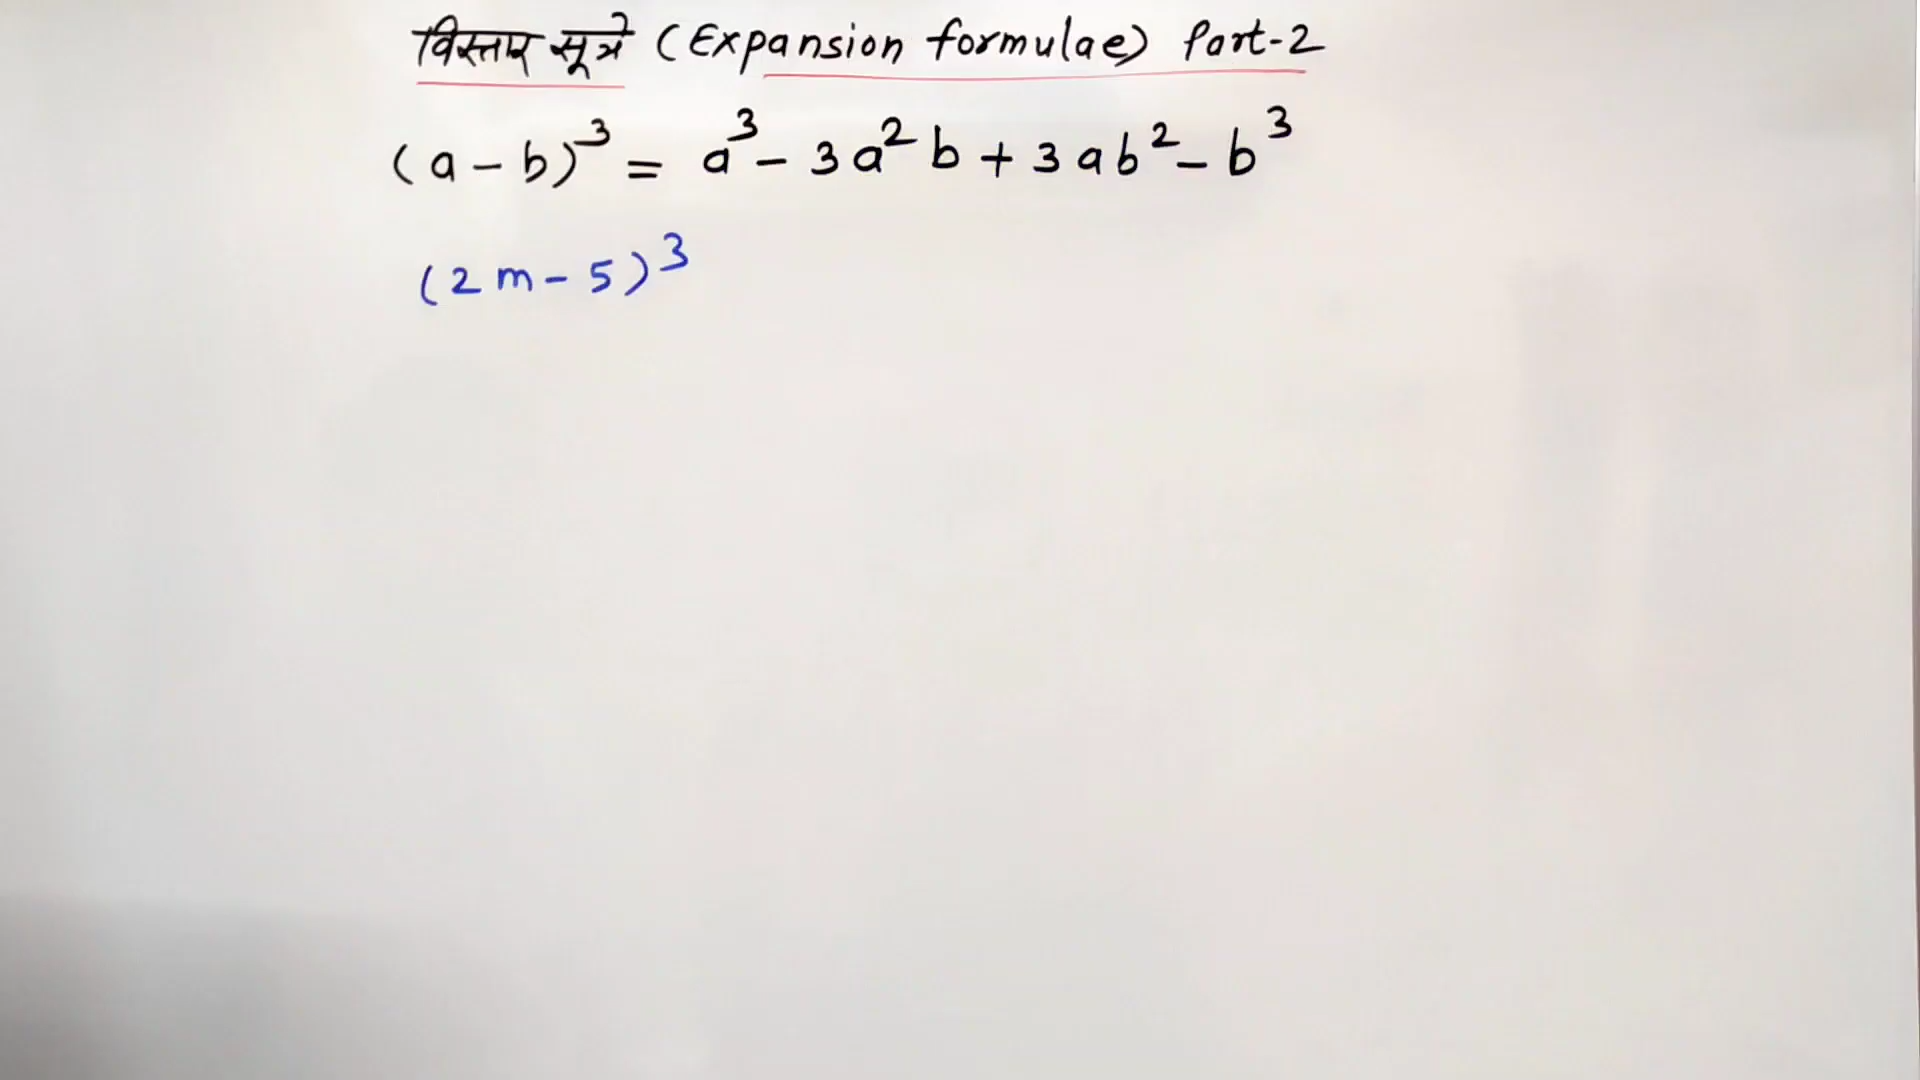 विस्तार सूत्रे (Expansion formulae) Part-2
(a - b)³ = a³ - 3a²b + 3ab² - b³
(2m - 5)³